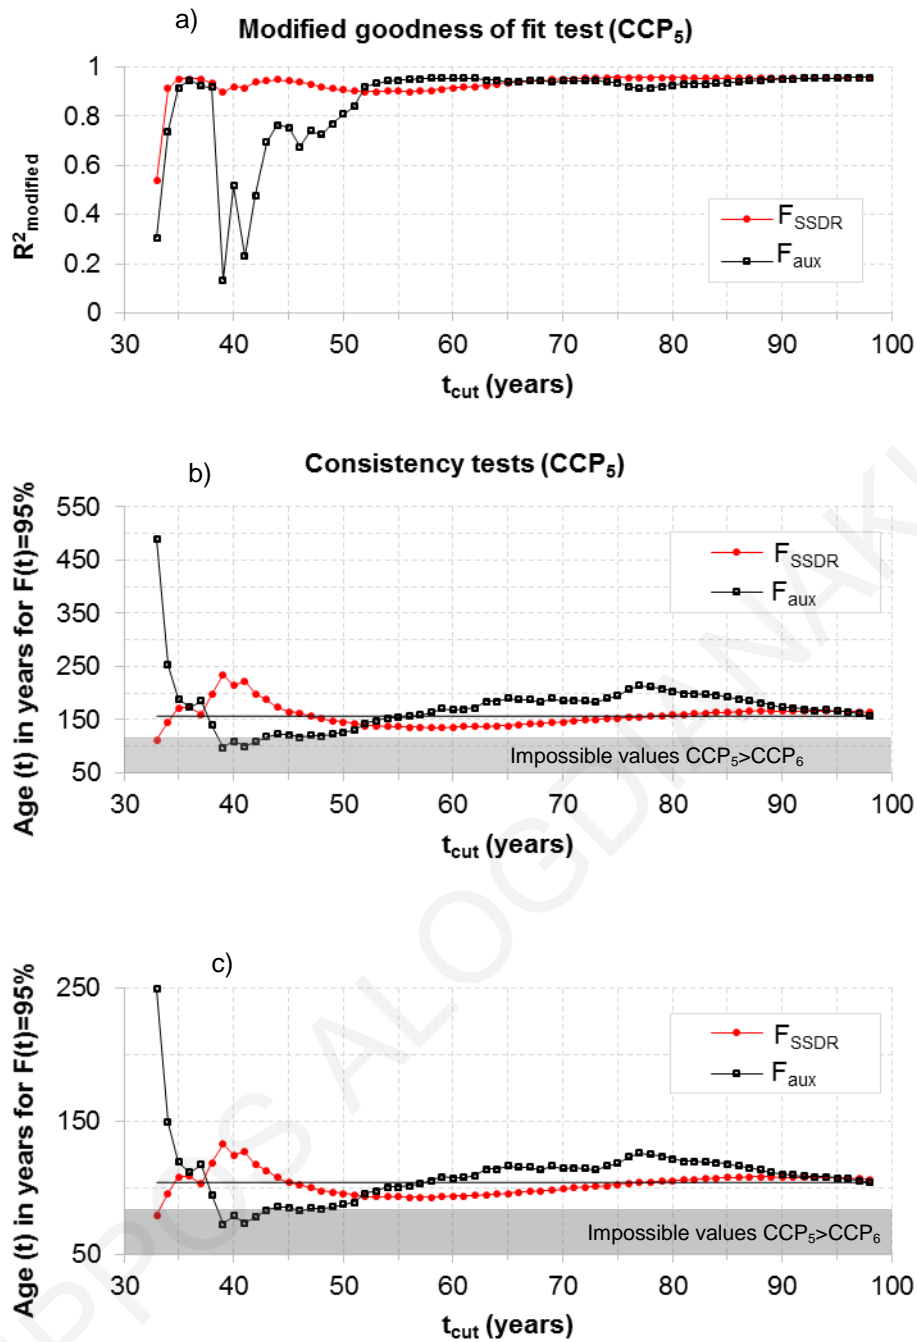 a)
Modified goodness of fit test (CCP5)
R2modified
1
0.8
0.6
0.4
0.2
0
FSSDR
Faux
30 40 50 60 70 80 90 100
tcut (years)
b)
Consistency tests (CCP5)
Age (t) in years for F(t)=95%
550
450
350
250
150
50
FSSDR
Faux
Impossible values CCP5>CCP6
30 40 50 60 70 80 90 100
tcut (years)
c)
Age (t) in years for F(t)=95%
250
150
50
FSSDR
Faux
Impossible values CCP5>CCP6
30 40 50 60 70 80 90 100
tcut (years)
PPOS ALOGDIANAKI